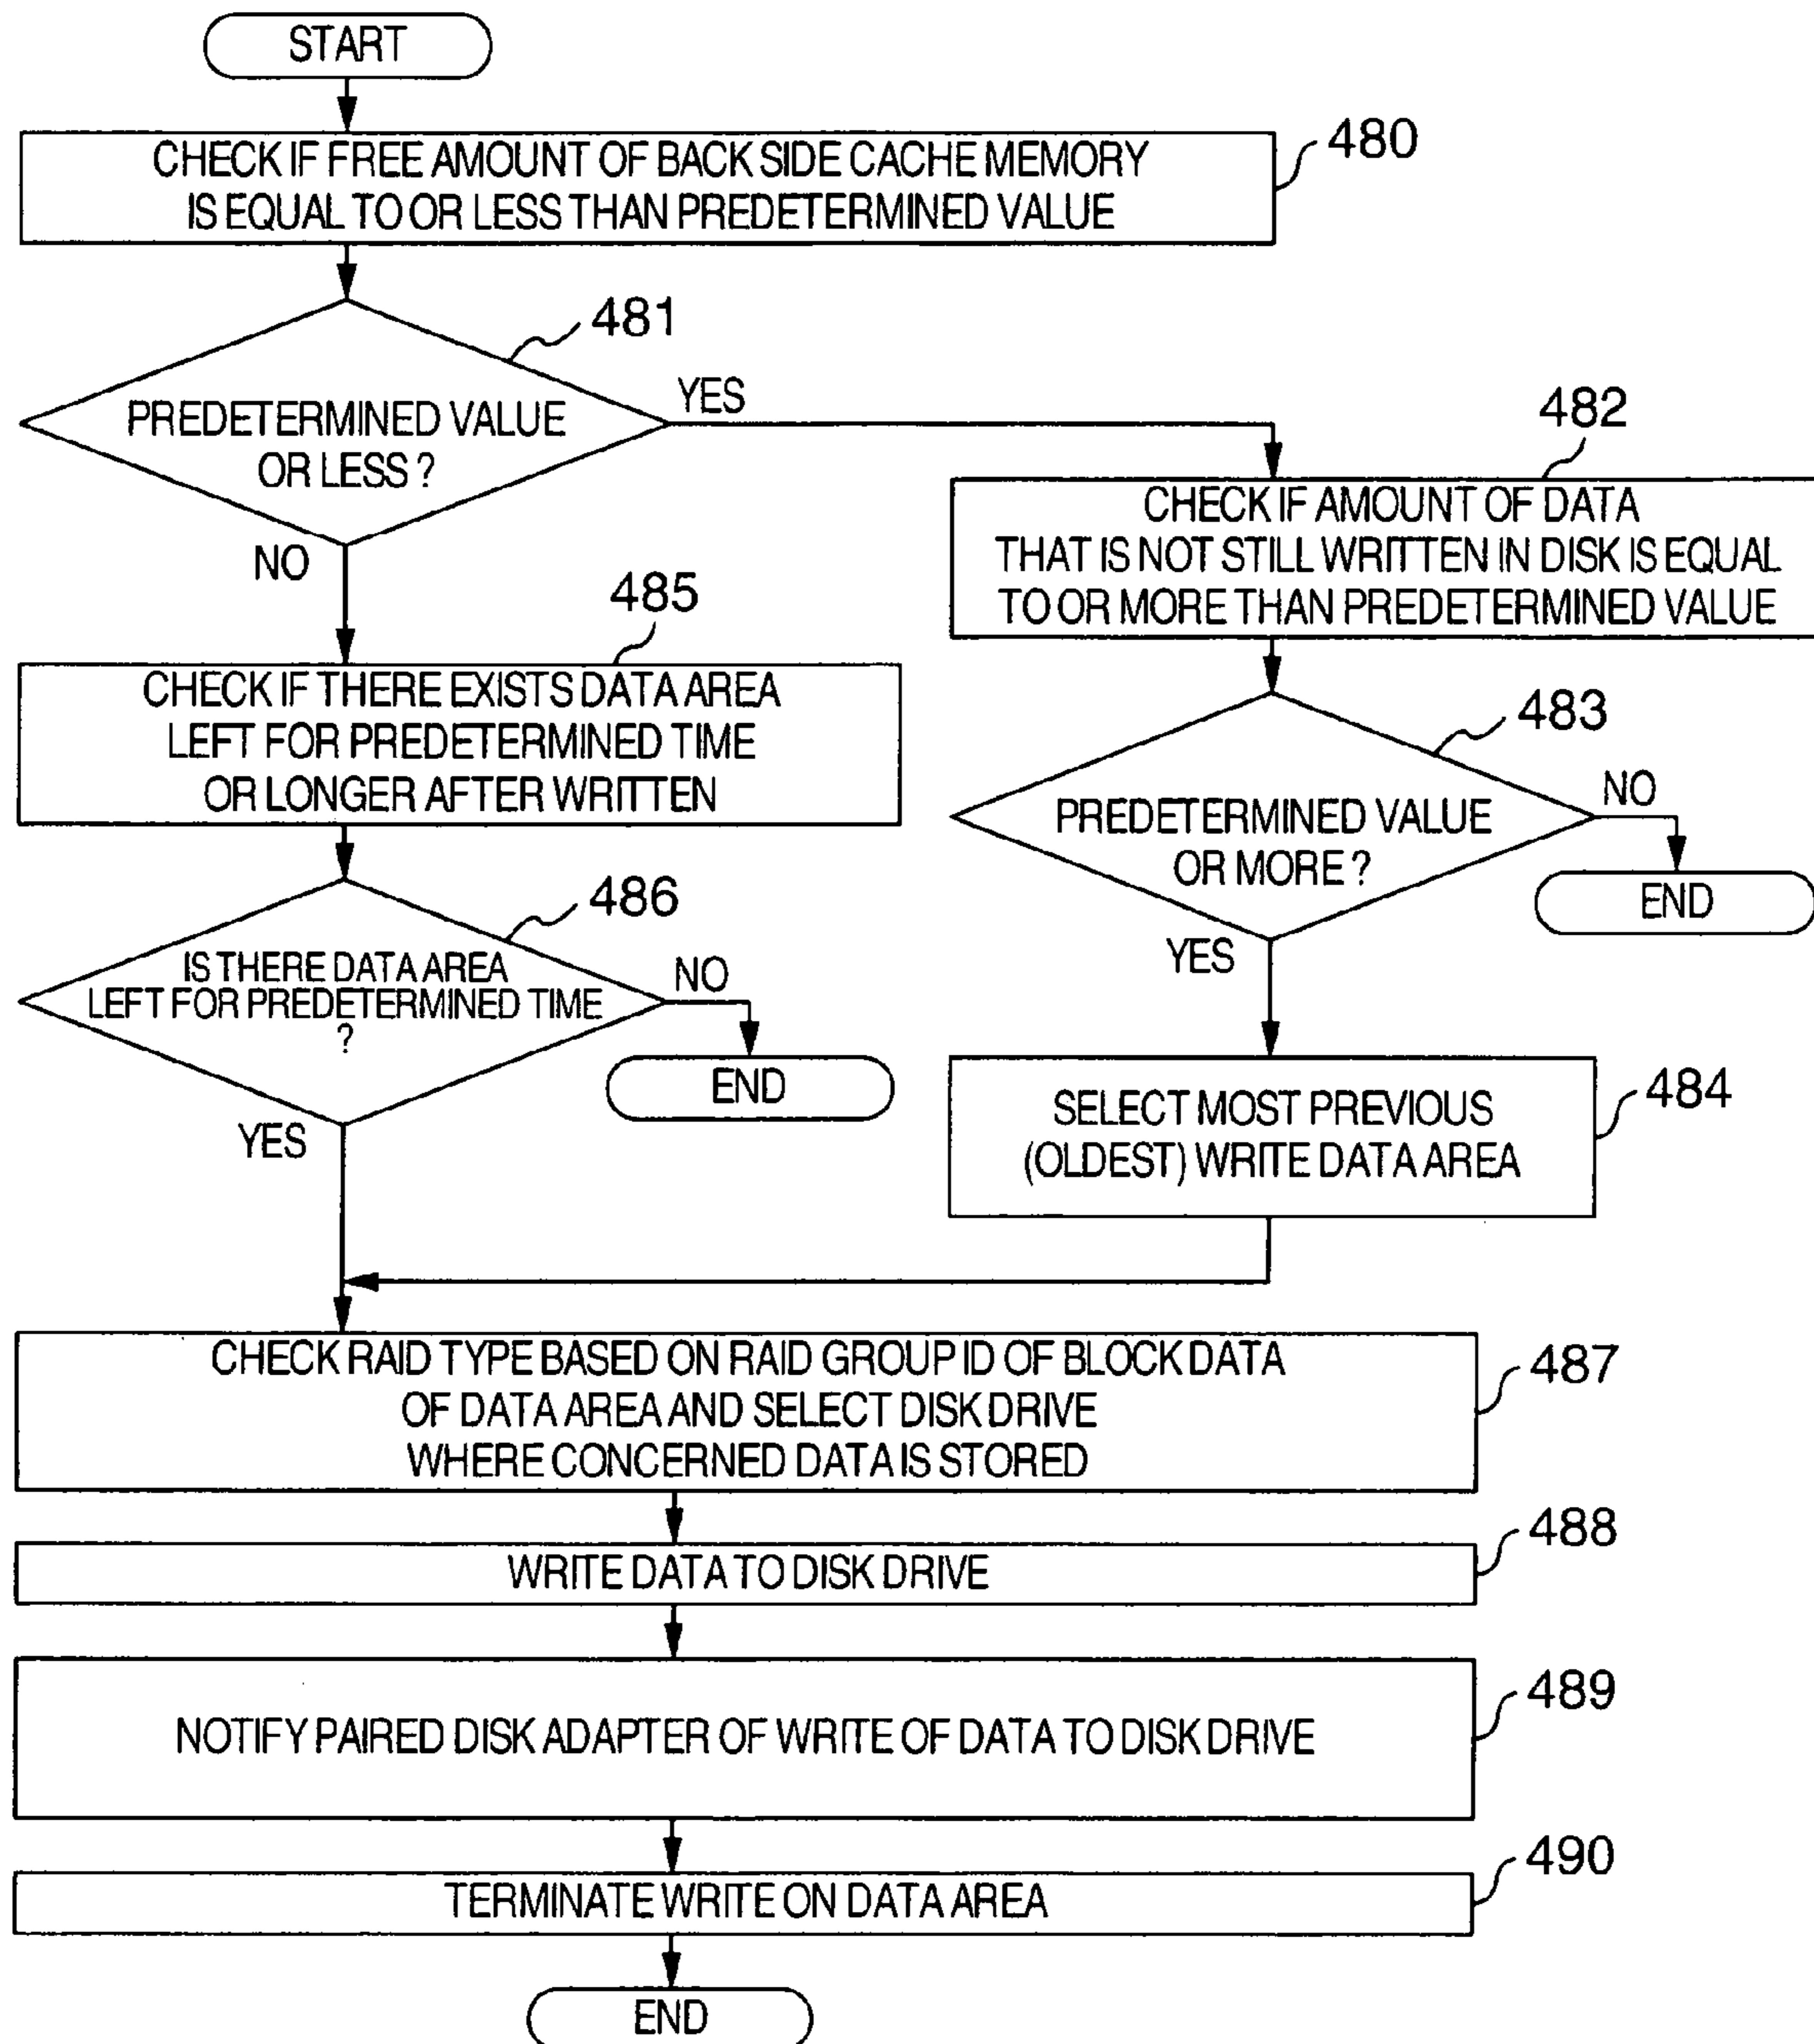 START
CHECK IF FREE AMOUNT OF BACK SIDE CACHE MEMORY
IS EQUAL TO OR LESS THAN PREDETERMINED VALUE
480
481
PREDETERMINED VALUE
OR LESS ?
YES
NO
482
CHECK IF AMOUNT OF DATA
THAT IS NOT STILL WRITTEN IN DISK IS EQUAL
TO OR MORE THAN PREDETERMINED VALUE
485
CHECK IF THERE EXISTS DATA AREA
LEFT FOR PREDETERMINED TIME
OR LONGER AFTER WRITTEN
483
PREDETERMINED VALUE
OR MORE ?
NO
END
YES
486
IS THERE DATA AREA
LEFT FOR PREDETERMINED TIME
?
NO
END
YES
484
SELECT MOST PREVIOUS
(OLDEST) WRITE DATA AREA
487
CHECK RAID TYPE BASED ON RAID GROUP ID OF BLOCK DATA
OF DATA AREA AND SELECT DISK DRIVE
WHERE CONCERNED DATA IS STORED
488
WRITE DATA TO DISK DRIVE
489
NOTIFY PAIRED DISK ADAPTER OF WRITE OF DATA TO DISK DRIVE
490
TERMINATE WRITE ON DATA AREA
END